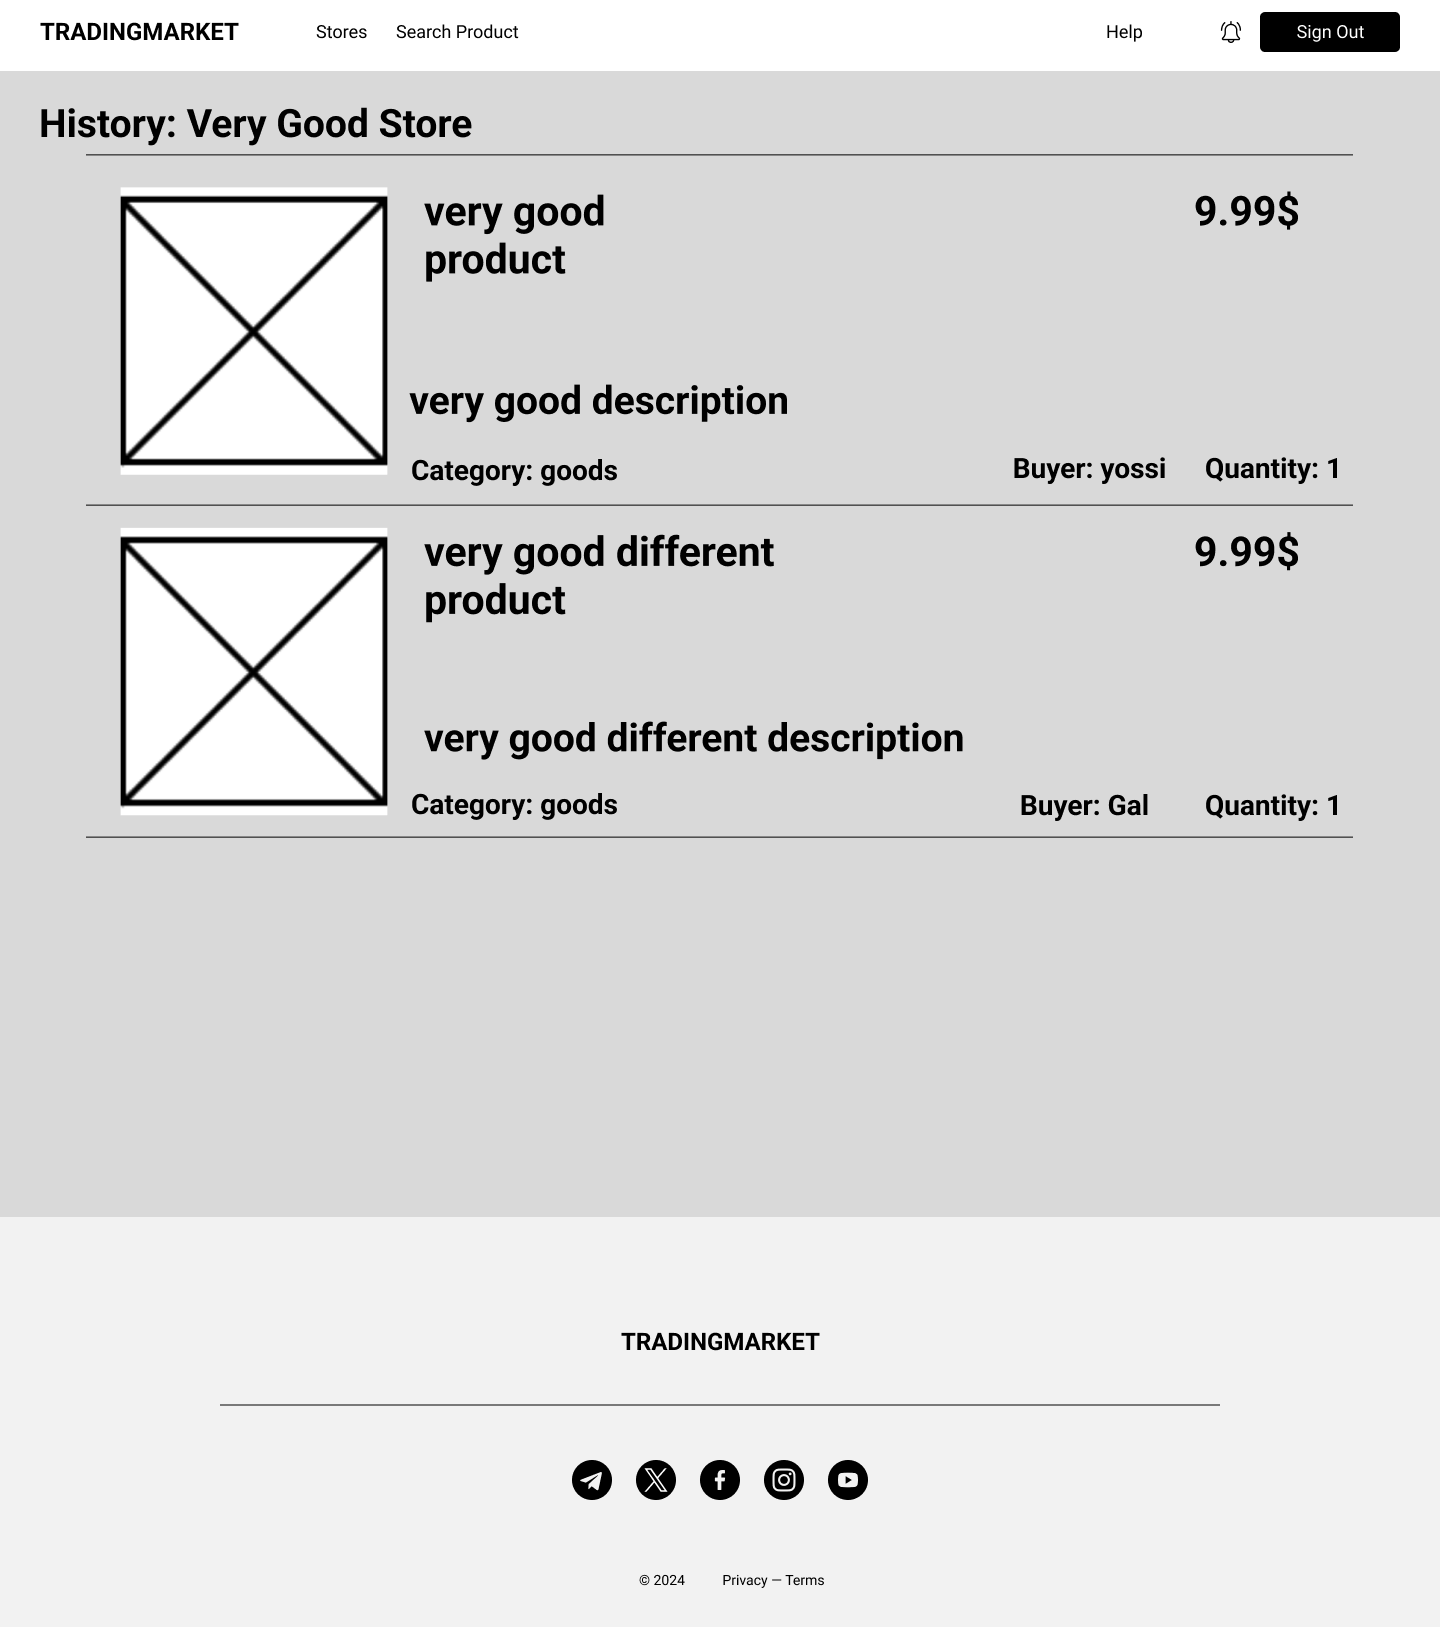 TRADINGMARKET
Stores
Search Product
Help
Sign Out
History: Very Good Store
very good
product
9.99$
very good description
Category: goods
Buyer: yossi
Quantity: 1
very good different
product
9.99$
very good different description
Category: goods
Buyer: Gal
Quantity: 1
TRADINGMARKET
© 2024
Privacy — Terms